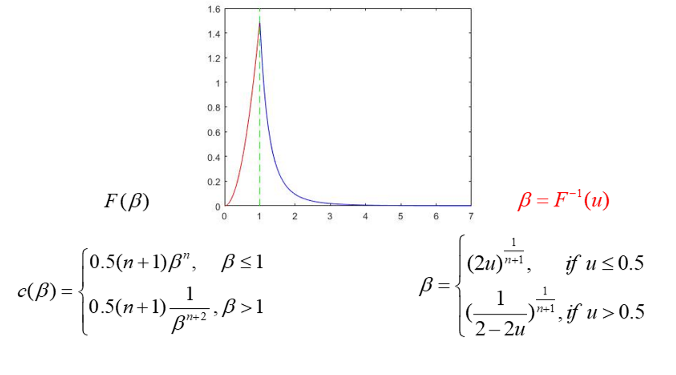 1.6
1.4
1.2
1
0.8
0.6
0.4
0.2
0
0 1 2 3 4 5 6 7
F(β)
β = F⁻¹(u)
c(β) = { 0.5(n+1)βⁿ, β ≤ 1
0.5(n+1) 1/β^(n+2), β > 1
β = { (2u)^(1/(n+1)), if u ≤ 0.5
(1/(2−2u))^(1/(n+1)), if u > 0.5